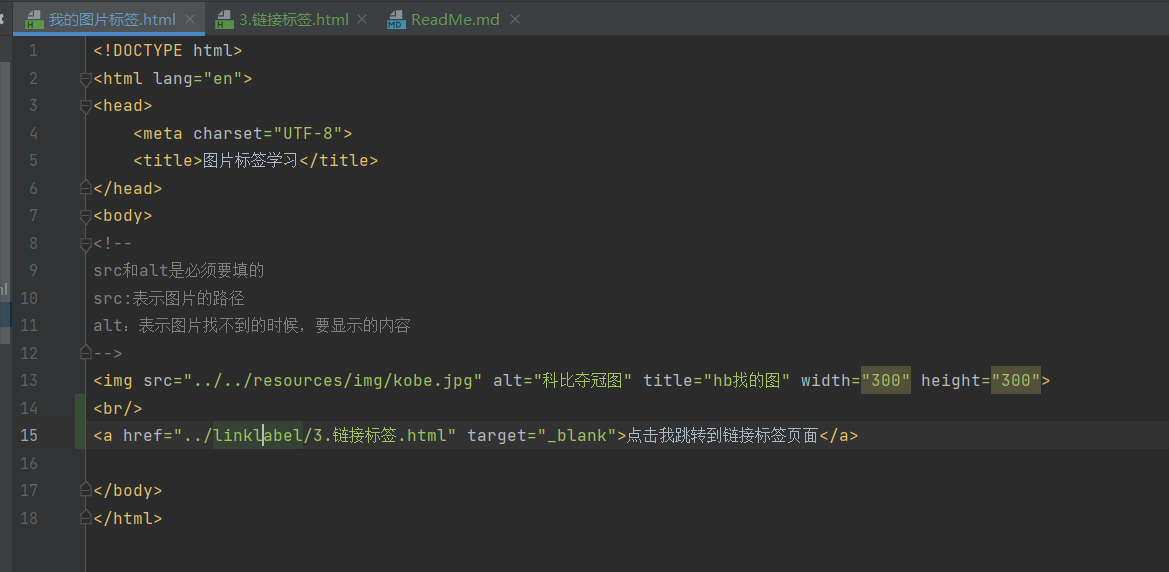 我的图片标签.html 3.链接标签.html MD ReadMe.md
1 <!DOCTYPE html>
2 <html lang="en">
3 <head>
4 <meta charset="UTF-8">
5 <title>图片标签学习</title>
6 </head>
7 <body>
8 <!--
9 src和alt是必须要填的
10 src:表示图片的路径
11 alt：表示图片找不到的时候，要显示的内容
12 -->
13 <img src="../../resources/img/kobe.jpg" alt="科比夺冠图" title="hb找的图" width="300" height="300">
14 <br/>
15 <a href="../linklabel/3.链接标签.html" target="_blank">点击我跳转到链接标签页面</a>
16
17 </body>
18 </html>